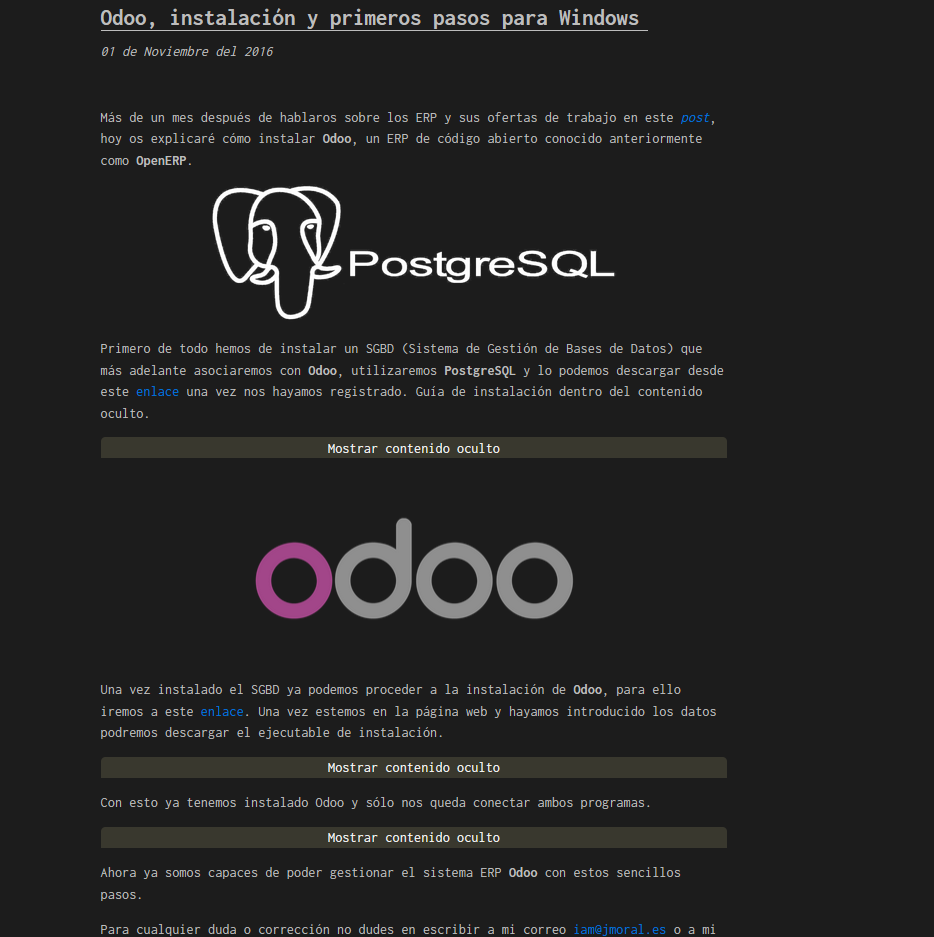 Odoo, instalación y primeros pasos para Windows
01 de Noviembre del 2016
Más de un mes después de hablaros sobre los ERP y sus ofertas de trabajo en este post,
hoy os explicaré cómo instalar Odoo, un ERP de código abierto conocido anteriormente
como OpenERP.
PostgreSQL
Primero de todo hemos de instalar un SGBD (Sistema de Gestión de Bases de Datos) que
más adelante asociaremos con Odoo, utilizaremos PostgreSQL y lo podemos descargar desde
este enlace una vez nos hayamos registrado. Guía de instalación dentro del contenido
oculto.
Mostrar contenido oculto
odoo
Una vez instalado el SGBD ya podemos proceder a la instalación de Odoo, para ello
iremos a este enlace. Una vez estemos en la página web y hayamos introducido los datos
podremos descargar el ejecutable de instalación.
Mostrar contenido oculto
Con esto ya tenemos instalado Odoo y sólo nos queda conectar ambos programas.
Mostrar contenido oculto
Ahora ya somos capaces de poder gestionar el sistema ERP Odoo con estos sencillos
pasos.
Para cualquier duda o corrección no dudes en escribir a mi correo iam@jmoral.es o a mi